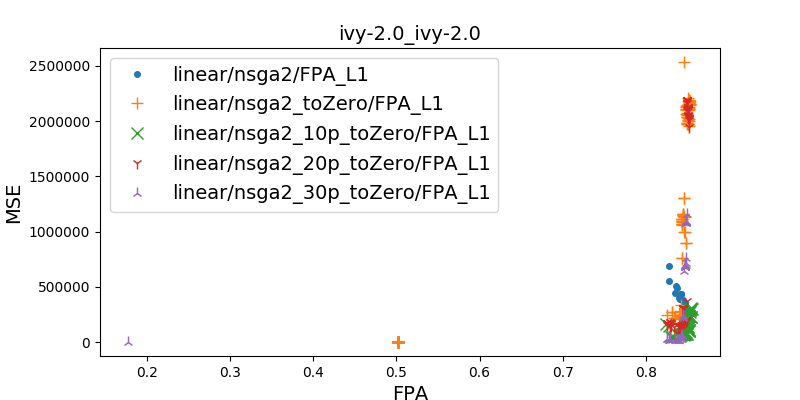 ivy-2.0_ivy-2.0
2500000
2000000
1500000
1000000
500000
0
MSE
linear/nsga2/FPA_L1
linear/nsga2_toZero/FPA_L1
linear/nsga2_10p_toZero/FPA_L1
linear/nsga2_20p_toZero/FPA_L1
linear/nsga2_30p_toZero/FPA_L1
0.2 0.3 0.4 0.5 0.6 0.7 0.8
FPA